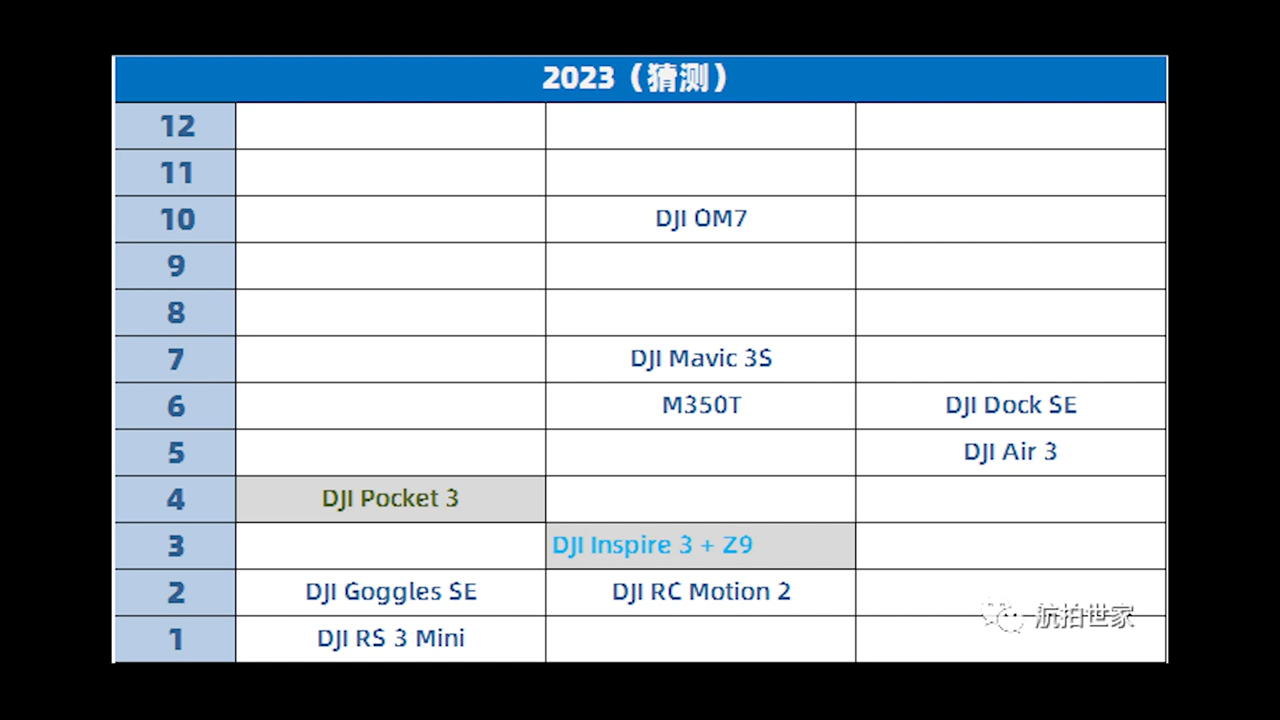 2023（猜测）
12
11
10 DJI OM7
9
8
7 DJI Mavic 3S
6 M350T DJI Dock SE
5 DJI Air 3
4 DJI Pocket 3
3 DJI Inspire 3 + Z9
2 DJI Goggles SE DJI RC Motion 2
航拍世家
1 DJI RS 3 Mini